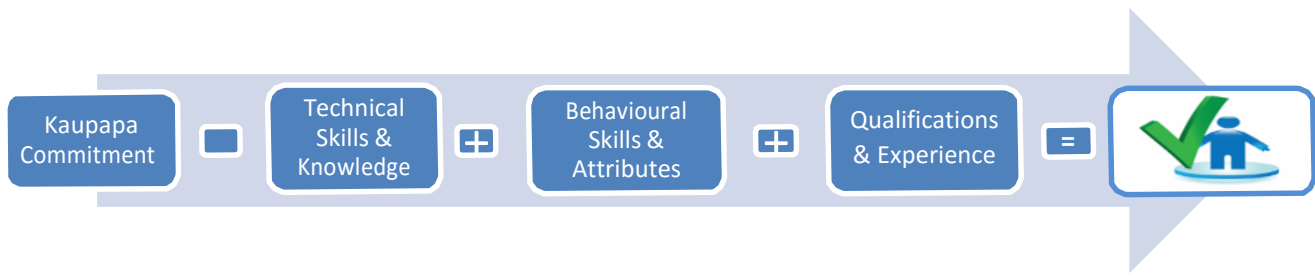 Kaupapa
Commitment
Technical
Skills &
Knowledge
+
Behavioural
Skills &
Attributes
+
Qualifications
& Experience
=